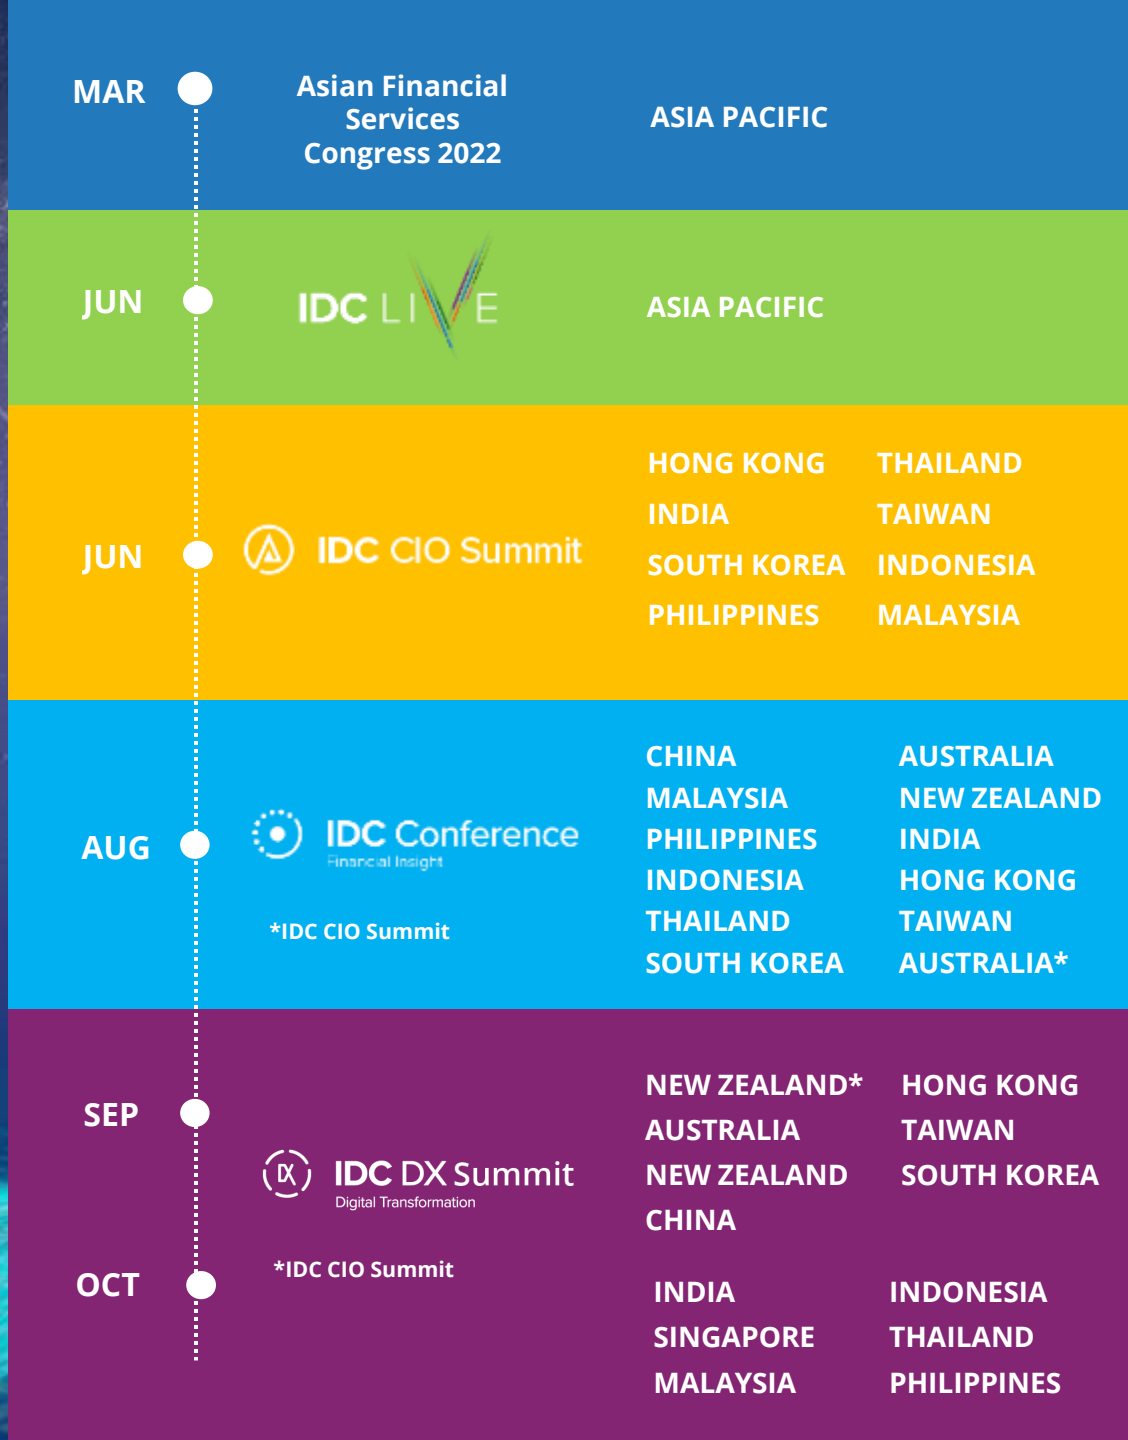 MAR
Asian Financial
Services
Congress 2022
ASIA PACIFIC
JUN
IDC LIVE
ASIA PACIFIC
JUN
IDC CIO Summit
HONG KONG
INDIA
SOUTH KOREA
PHILIPPINES
THAILAND
TAIWAN
INDONESIA
MALAYSIA
AUG
IDC Conference
Financial Insight
*IDC CIO Summit
CHINA
MALAYSIA
PHILIPPINES
INDONESIA
THAILAND
SOUTH KOREA
AUSTRALIA
NEW ZEALAND
INDIA
HONG KONG
TAIWAN
AUSTRALIA*
SEP
DX
IDC DX Summit
Digital Transformation
*IDC CIO Summit
NEW ZEALAND*
AUSTRALIA
NEW ZEALAND
CHINA
HONG KONG
TAIWAN
SOUTH KOREA
OCT
INDIA
SINGAPORE
MALAYSIA
INDONESIA
THAILAND
PHILIPPINES